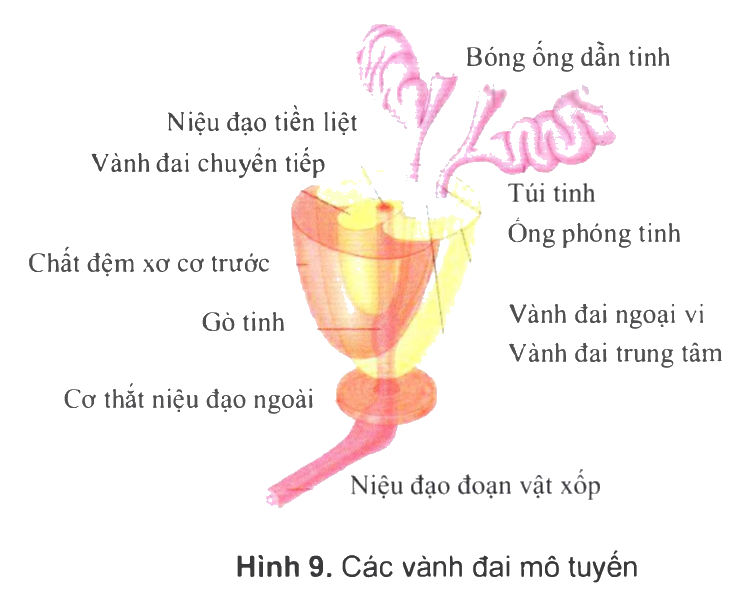 Bóng ống dẫn tinh
Niệu đạo tiền liệt
Vành đai chuyển tiếp
Túi tinh
Ống phóng tinh
Chất đệm xơ cơ trước
Gò tinh
Vành đai ngoại vi
Vành đai trung tâm
Cơ thắt niệu đạo ngoài
Niệu đạo đoạn vật xốp
Hình 9. Các vành đai mô tuyến